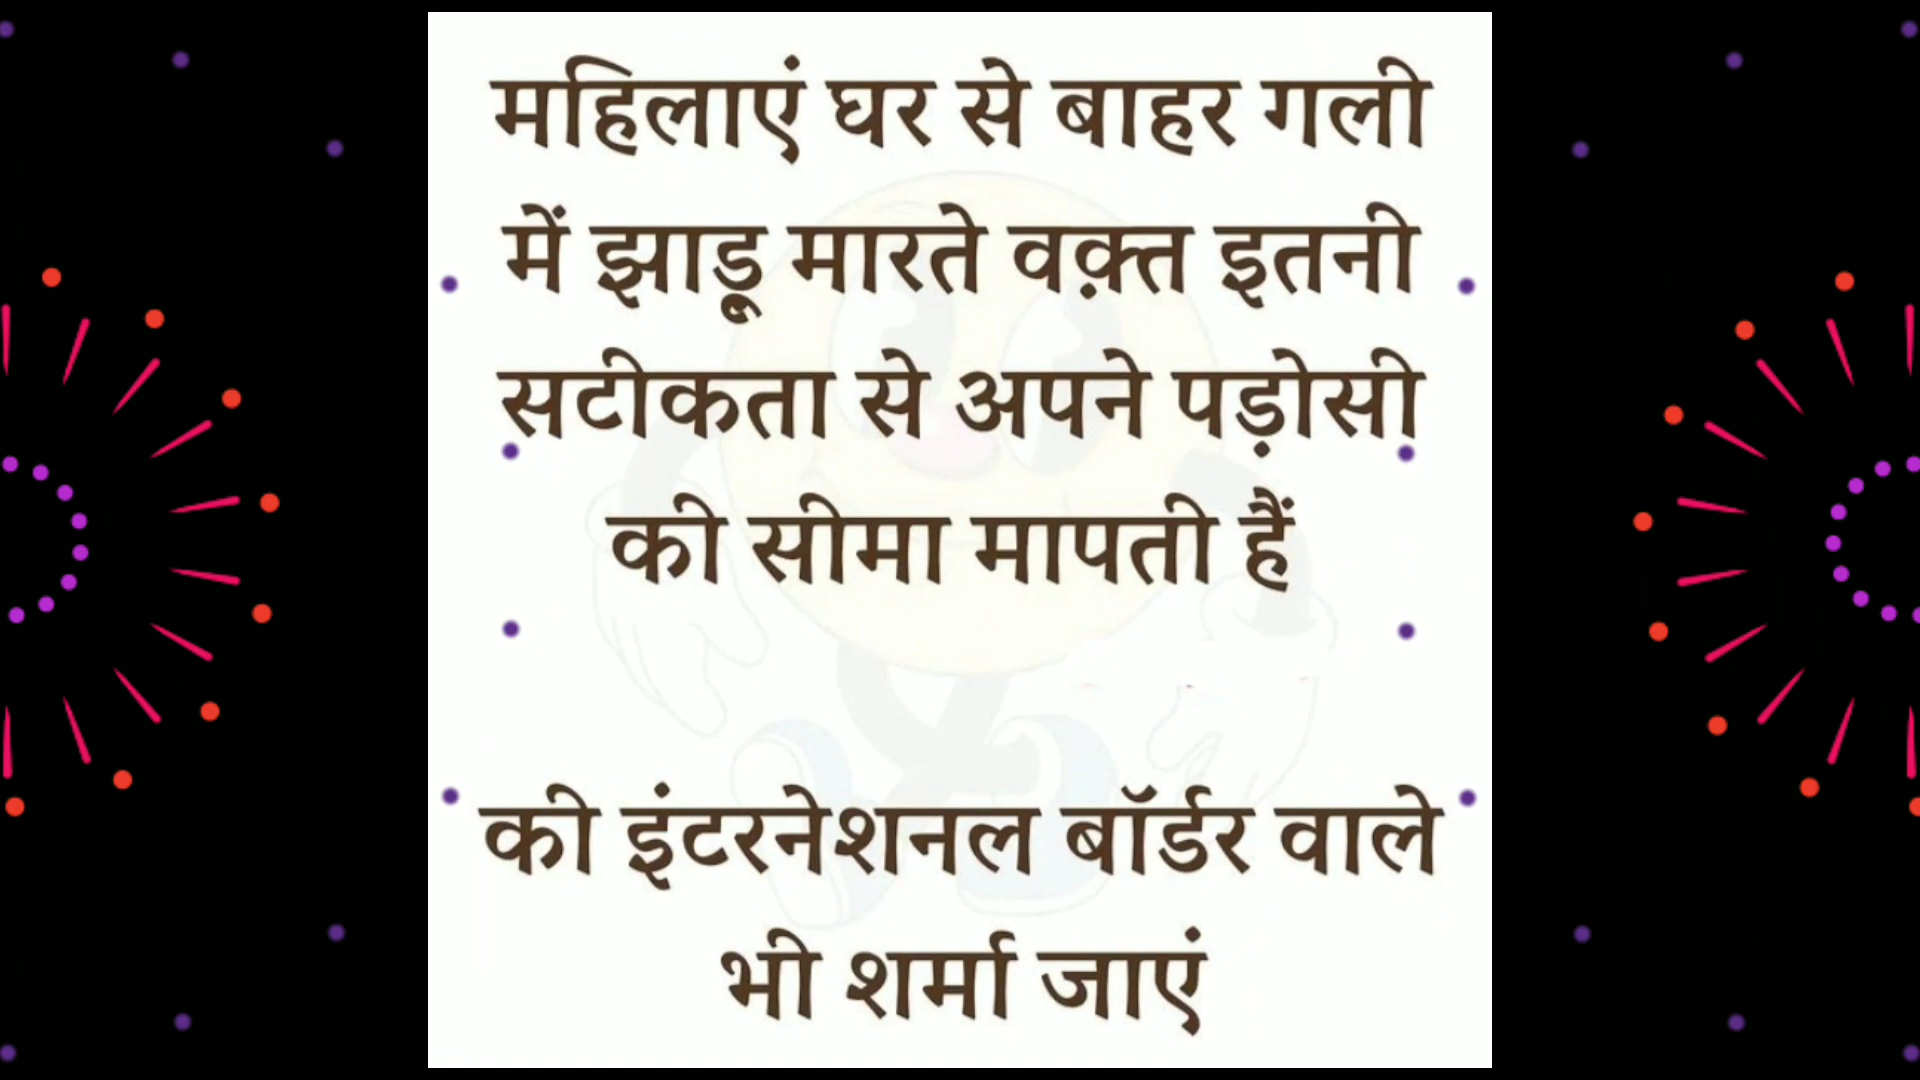 महिलाएं घर से बाहर गली
में झाड़ू मारते वक़्त इतनी
सटीकता से अपने पड़ोसी
की सीमा मापती हैं
की इंटरनेशनल बॉर्डर वाले
भी शर्मा जाएं